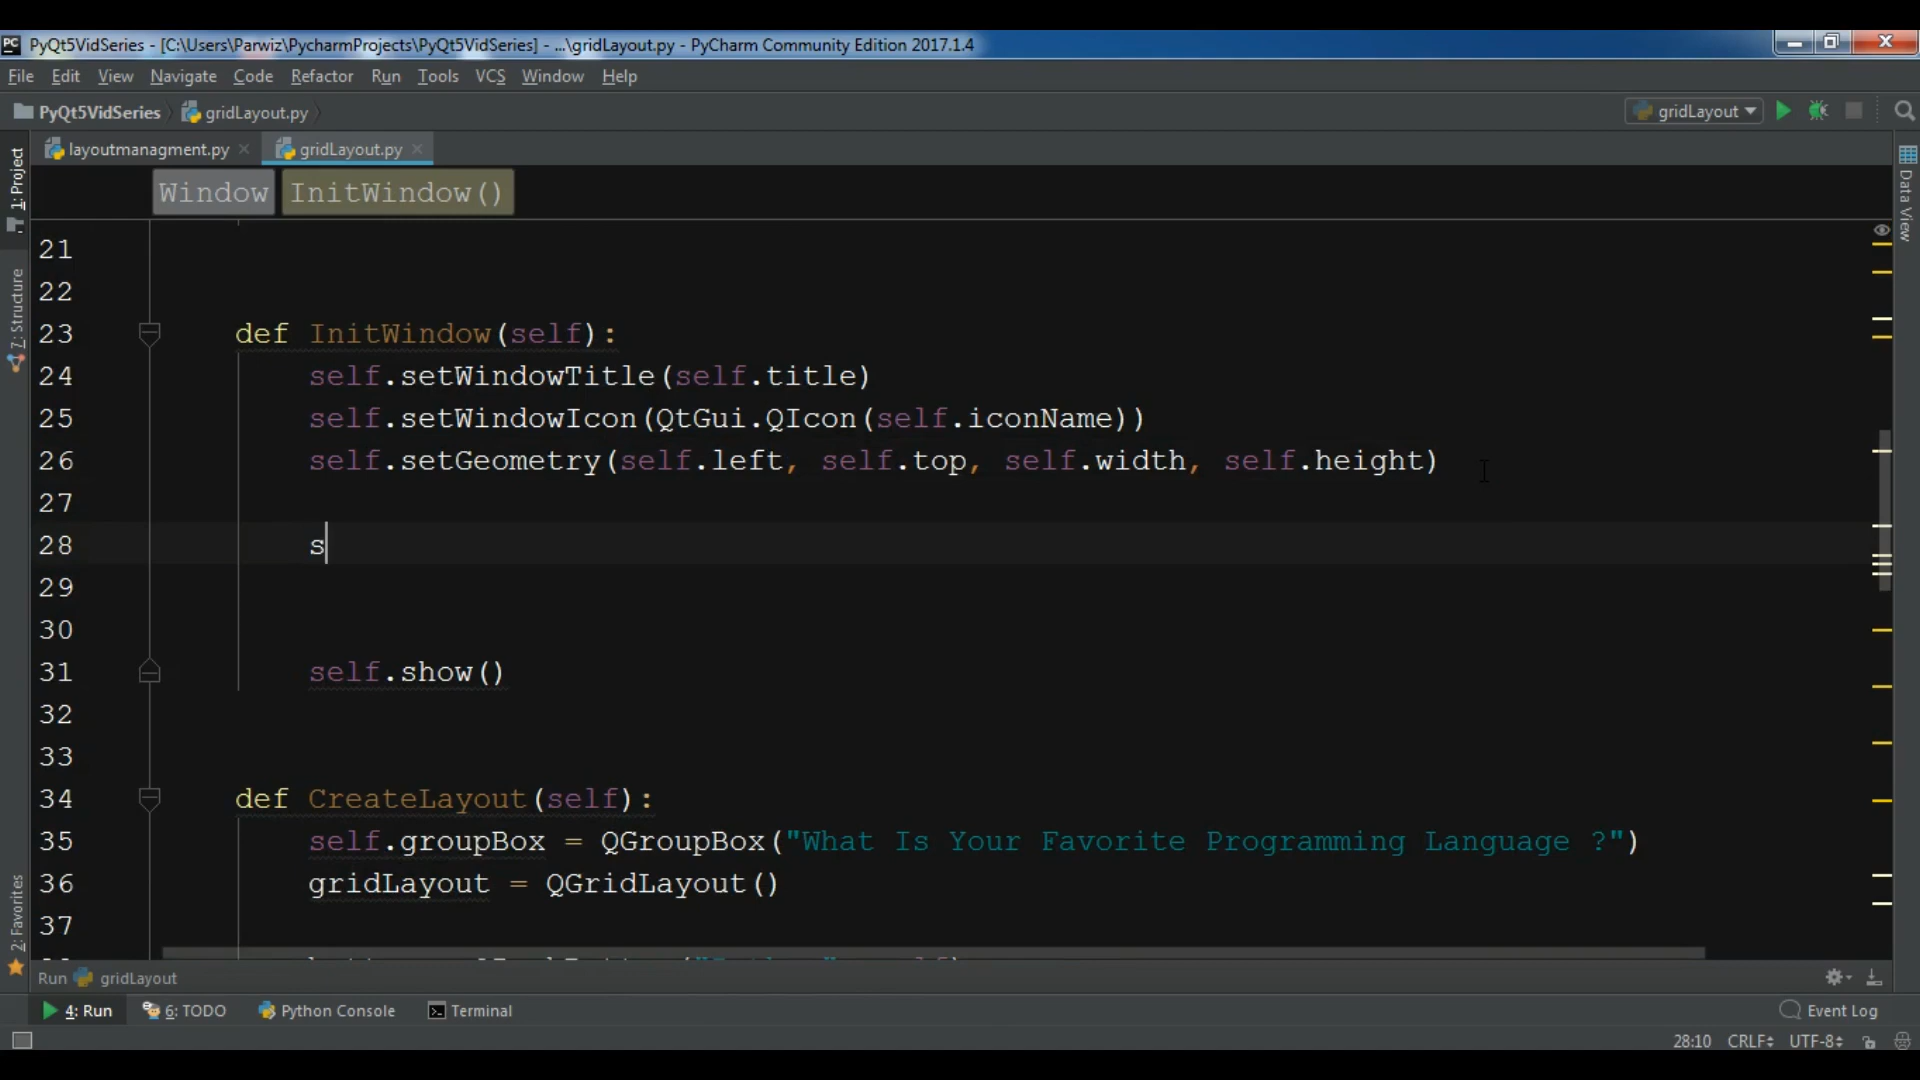 PyQt5VidSeries - [C:\Users\Parwiz\PycharmProjects\PyQt5VidSeries] - ...\gridLayout.py - PyCharm Community Edition 2017.1.4
File Edit View Navigate Code Refactor Run Tools VCS Window Help
PyQt5VidSeries gridLayout.py gridLayout
layoutmanagment.py gridLayout.py
Window InitWindow()
1: Project
7: Structure
2: Favorites
Data View
21
22
23 def InitWindow(self):
24 self.setWindowTitle(self.title)
25 self.setWindowIcon(QtGui.QIcon(self.iconName))
26 self.setGeometry(self.left, self.top, self.width, self.height)
27
28 s
29
30
31 self.show()
32
33
34 def CreateLayout(self):
35 self.groupBox = QGroupBox("What Is Your Favorite Programming Language ?")
36 gridLayout = QGridLayout()
37
Run gridLayout
4: Run 6: TODO Python Console Terminal Event Log
28:10 CRLF UTF-8